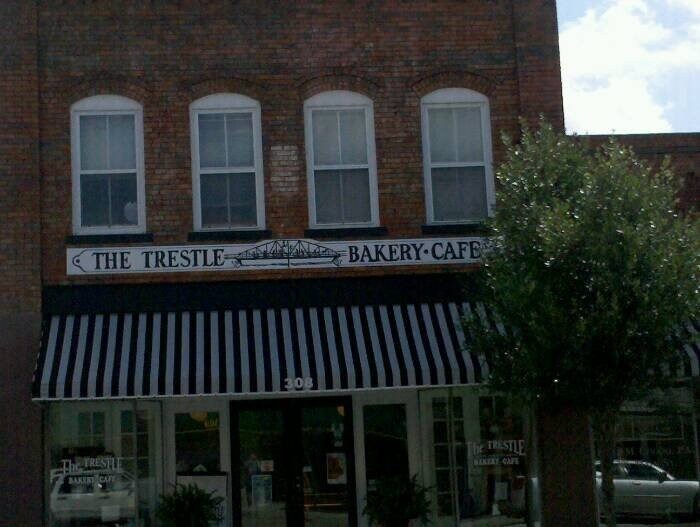 THE TRESTLE BAKERY · CAFE
308
The TRESTLE
BAKERY CAFE
The TRESTLE
BAKERY CAFE